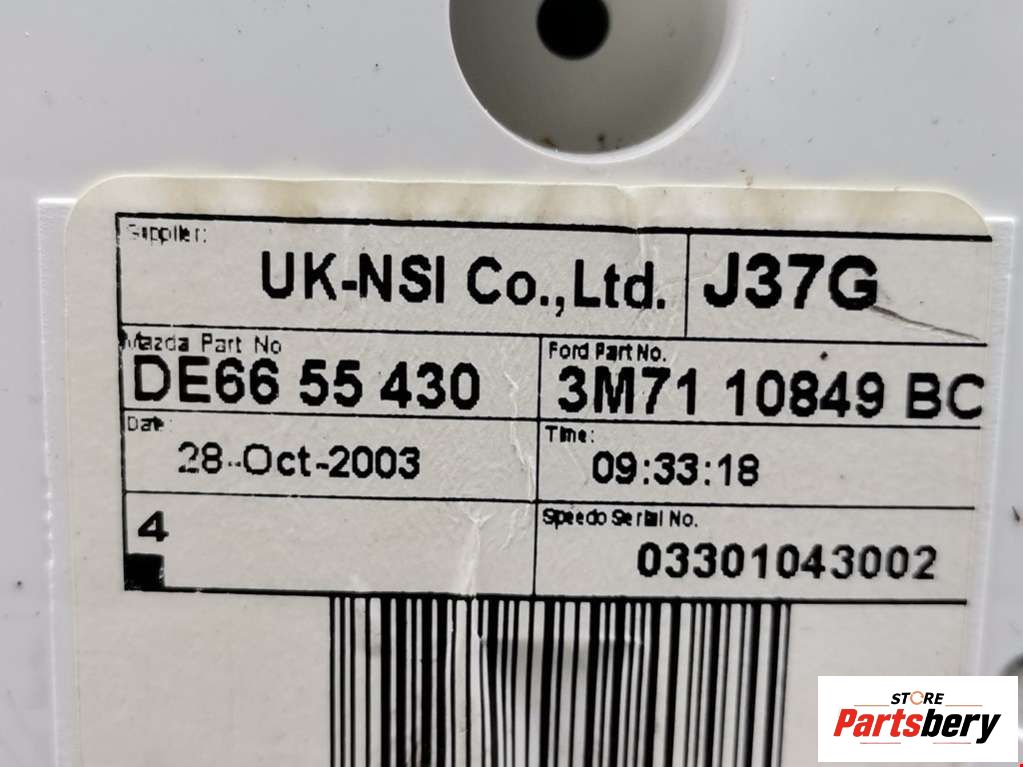 Supplier:
UK-NSI Co.,Ltd.
J37G
Mazda Part No
DE66 55 430
Ford Part No.
3M71 10849 BC
Date:
28-Oct-2003
Time:
09:33:18
4
Speedo Serial No.
03301043002
STORE
Partsbery